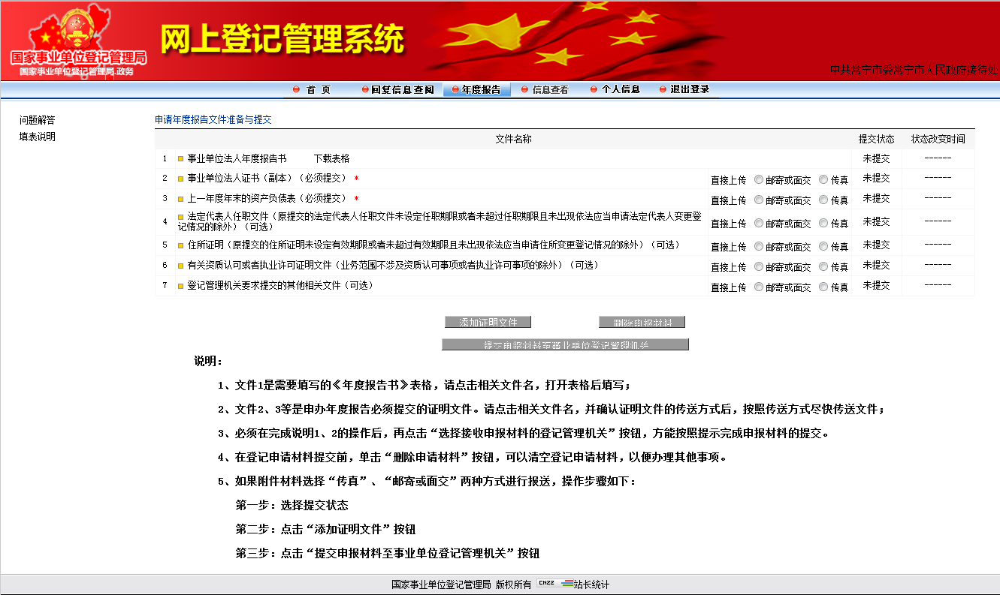 国家事业单位登记管理局
国家事业单位登记管理局.政务
网上登记管理系统
中共常宁市委常宁市人民政府接待处
首 页 回复信息查阅 年度报告 信息查看 个人信息 退出登录
问题解答
填表说明
申请年度报告文件准备与提交
文件名称 提交状态 状态改变时间
1 事业单位法人年度报告书 下载表格 未提交 ------
2 事业单位法人证书（副本）（必须提交） * 直接上传 邮寄或面交 传真 未提交 ------
3 上一年度年末的资产负债表（必须提交） * 直接上传 邮寄或面交 传真 未提交 ------
4 法定代表人任职文件（原提交的法定代表人任职文件未设定任职期限或者未超过任职期限且未出现依法应当申请法定代表人变更登
记情况的除外）（可选） 直接上传 邮寄或面交 传真 未提交 ------
5 住所证明（原提交的住所证明未设定有效期限或者未超过有效期限且未出现依法应当申请住所变更登记情况的除外）（可选） 直接上传 邮寄或面交 传真 未提交 ------
6 有关资质认可或者执业许可证明文件（业务范围不涉及资质认可事项或者执业许可事项的除外）（可选） 直接上传 邮寄或面交 传真 未提交 ------
7 登记管理机关要求提交的其他相关文件（可选） 直接上传 邮寄或面交 传真 未提交 ------
添加证明文件 删除申报材料
提交申报材料至事业单位登记管理机关
说明：
1、文件1是需要填写的《年度报告书》表格，请点击相关文件名，打开表格后填写；
2、文件2、3等是申办年度报告必须提交的证明文件。请点击相关文件名，并确认证明文件的传送方式后，按照传送方式尽快传送文件；
3、必须在完成说明1、2的操作后，再点击“选择接收申报材料的登记管理机关”按钮，方能按照提示完成申报材料的提交。
4、在登记申请材料提交前，单击“删除申请材料”按钮，可以清空登记申请材料，以便办理其他事项。
5、如果附件材料选择“传真”、“邮寄或面交”两种方式进行报送，操作步骤如下：
第一步：选择提交状态
第二步：点击“添加证明文件”按钮
第三步：点击“提交申报材料至事业单位登记管理机关”按钮
国家事业单位登记管理局 版权所有 CNZZ 站长统计